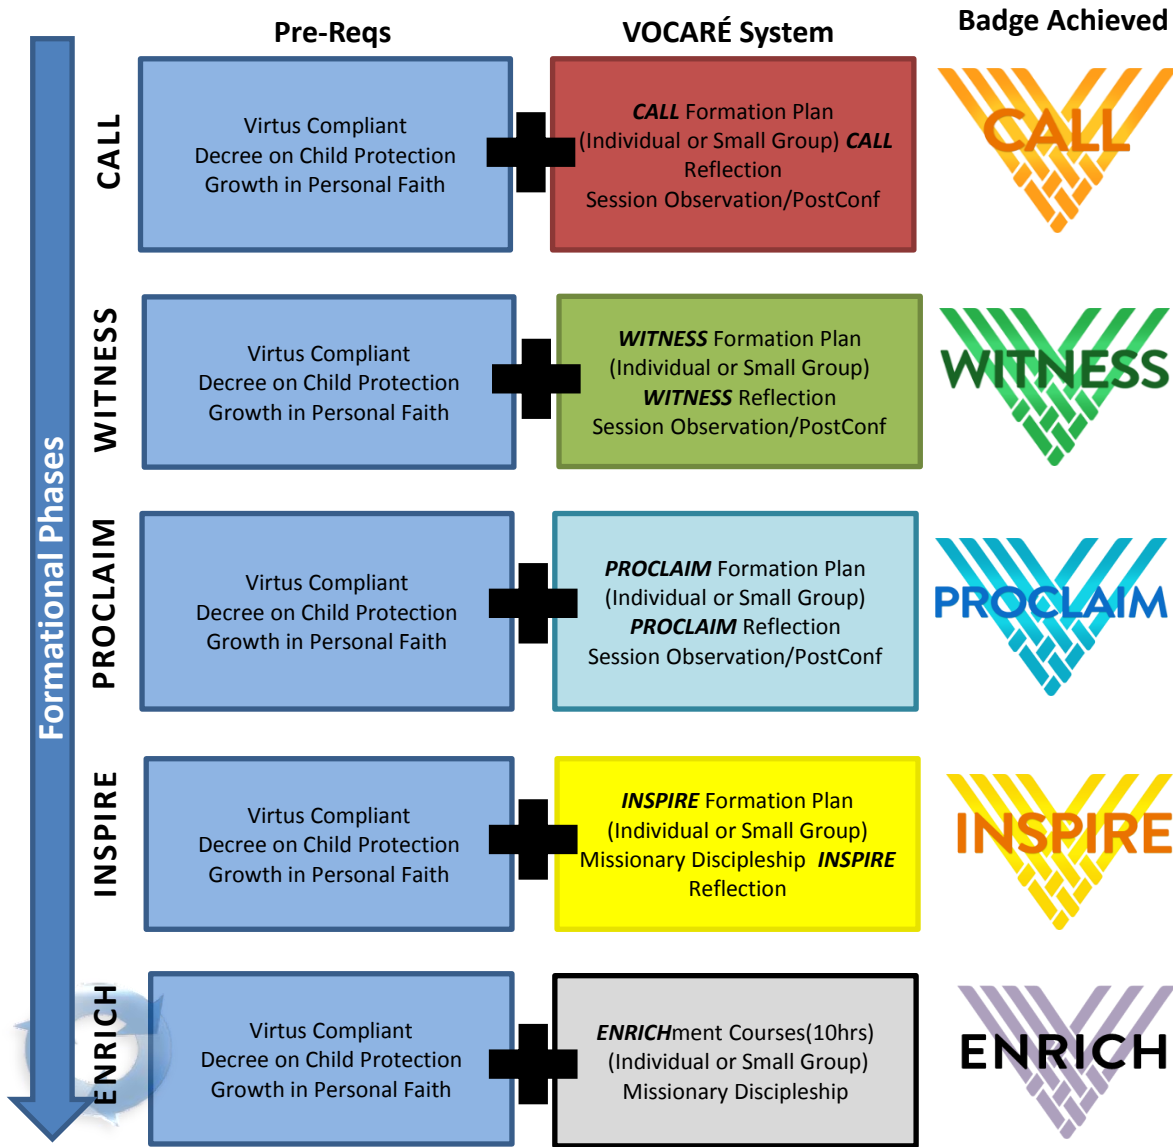 Pre-Reqs
VOCARÉ System
Badge Achieved
Formational Phases
CALL
Virtus Compliant
Decree on Child Protection
Growth in Personal Faith
CALL Formation Plan
(Individual or Small Group) CALL
Reflection
Session Observation/PostConf
CALL
WITNESS
Virtus Compliant
Decree on Child Protection
Growth in Personal Faith
WITNESS Formation Plan
(Individual or Small Group)
WITNESS Reflection
Session Observation/PostConf
WITNESS
PROCLAIM
Virtus Compliant
Decree on Child Protection
Growth in Personal Faith
PROCLAIM Formation Plan
(Individual or Small Group)
PROCLAIM Reflection
Session Observation/PostConf
PROCLAIM
INSPIRE
Virtus Compliant
Decree on Child Protection
Growth in Personal Faith
INSPIRE Formation Plan
(Individual or Small Group)
Missionary Discipleship INSPIRE
Reflection
INSPIRE
ENRICH
Virtus Compliant
Decree on Child Protection
Growth in Personal Faith
ENRICHment Courses(10hrs)
(Individual or Small Group)
Missionary Discipleship
ENRICH